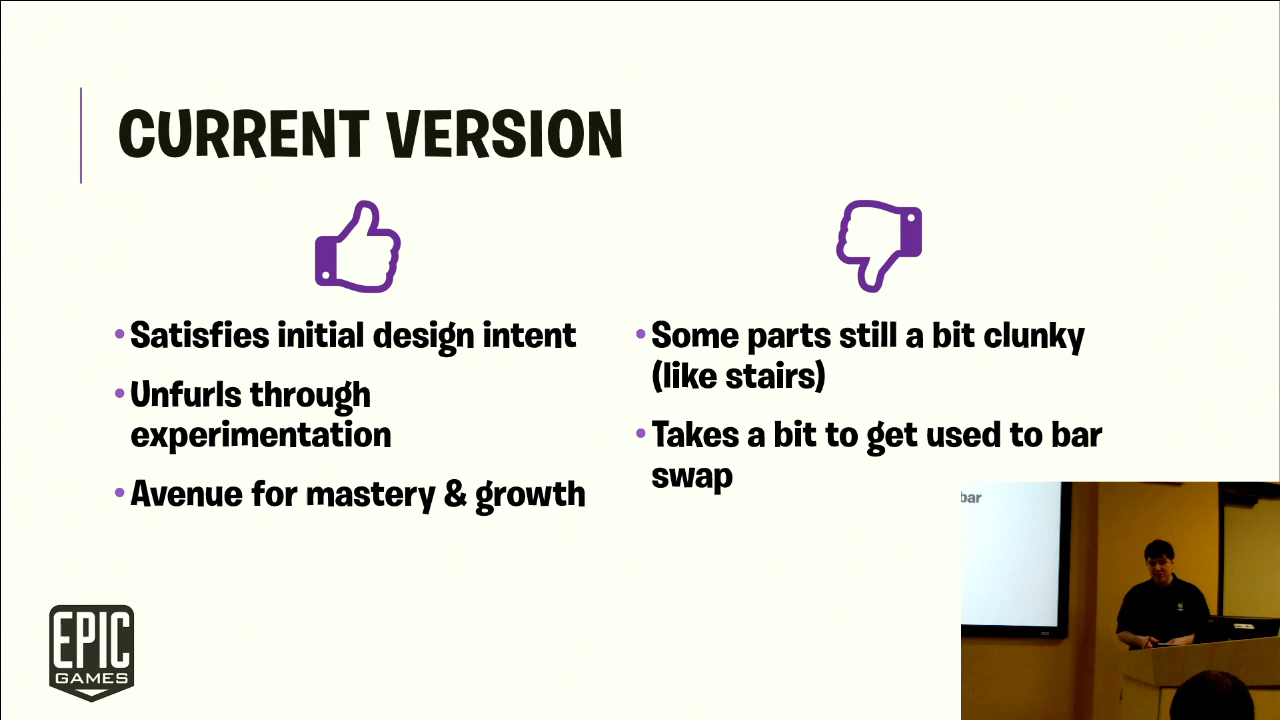 CURRENT VERSION
• Satisfies initial design intent
• Unfurls through
experimentation
• Avenue for mastery & growth
• Some parts still a bit clunky
(like stairs)
• Takes a bit to get used to bar
swap
bar
EPIC
GAMES